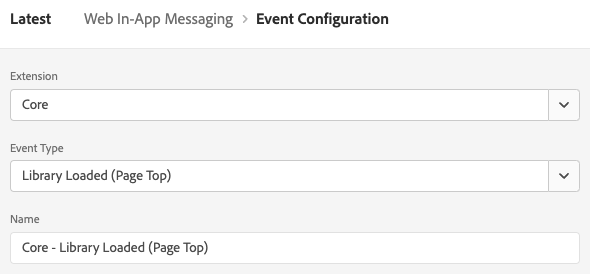 Latest Web In-App Messaging > Event Configuration
Extension
Core
Event Type
Library Loaded (Page Top)
Name
Core - Library Loaded (Page Top)